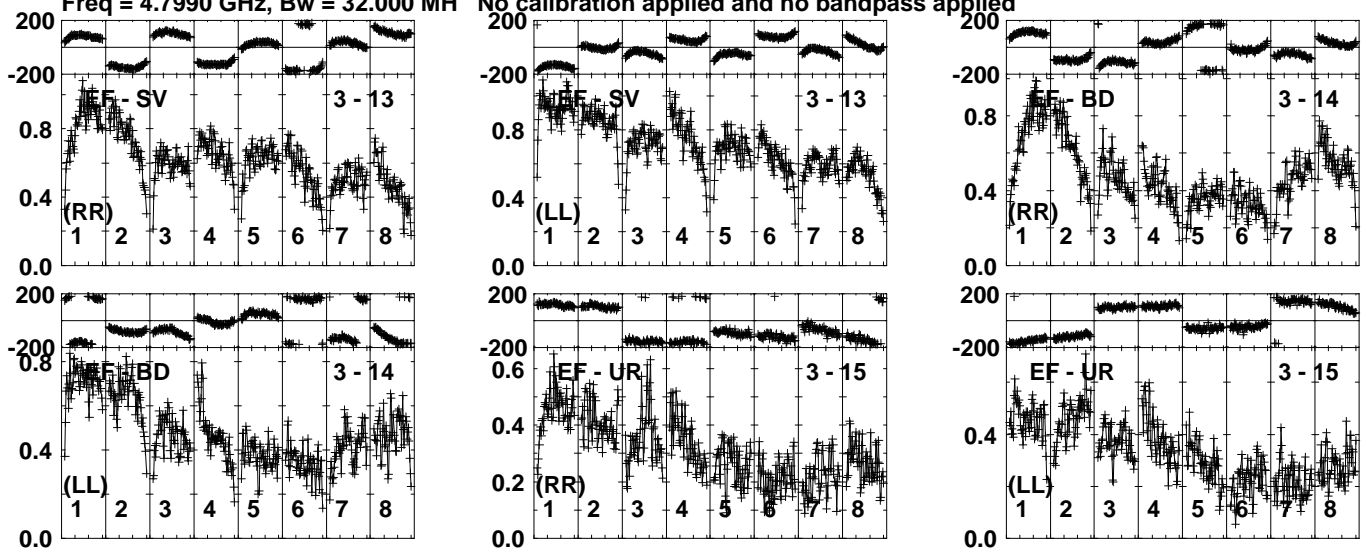 Freq = 4.7990 GHz, Bw = 32.000 MH No calibration applied and no bandpass applied
200 200 200
-200 -200 -200
EF - SV 3 - 13 EF - SV 3 - 13 EF - BD 3 - 14
0.8 0.8 0.8
0.4 0.4 0.4
(RR) (LL) (RR)
1 2 3 4 5 6 7 8 1 2 3 4 5 6 7 8 1 2 3 4 5 6 7 8
0.0 0.0 0.0
200 200 200
-200 -200 -200
EF - BD 3 - 14 EF - UR 3 - 15 EF - UR 3 - 15
0.8 0.6
0.4 0.4 0.4
(LL) 0.2 (RR) (LL)
1 2 3 4 5 6 7 8 1 2 3 4 5 6 7 8 1 2 3 4 5 6 7 8
0.0 0.0 0.0